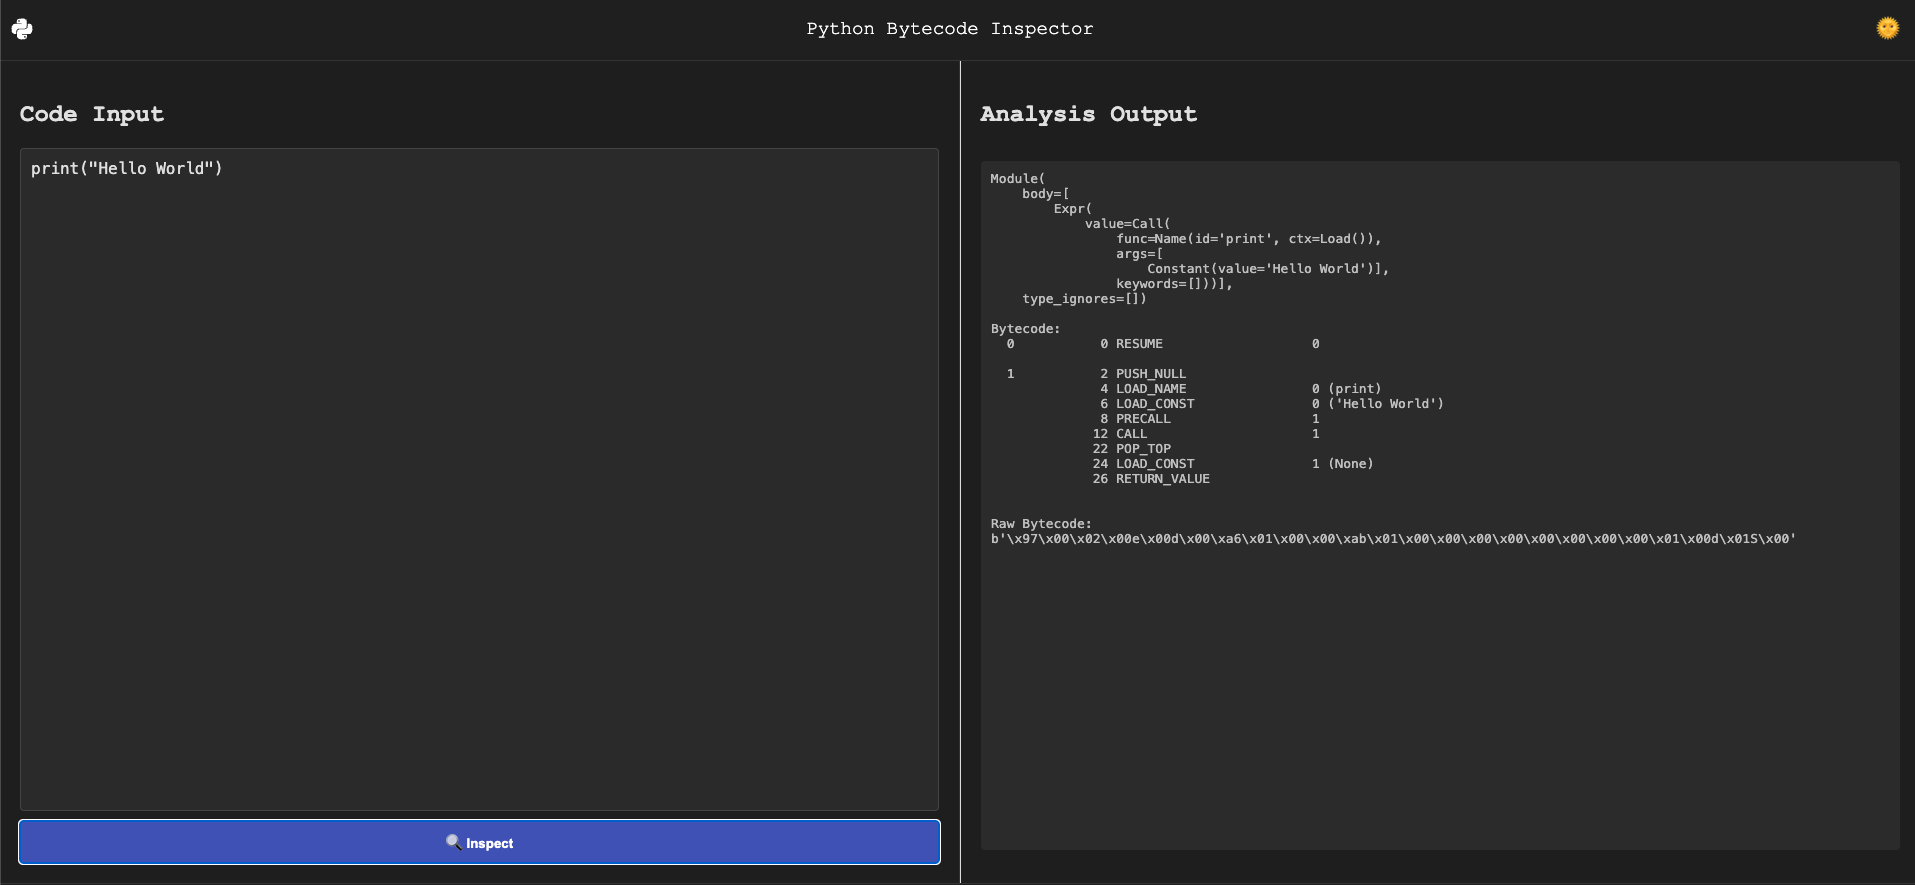 Python Bytecode Inspector
Code Input
print("Hello World")
Inspect
Analysis Output
Module(
    body=[
        Expr(
            value=Call(
                func=Name(id='print', ctx=Load()),
                args=[
                    Constant(value='Hello World')],
                keywords=[]))],
    type_ignores=[])
Bytecode:
  0           0 RESUME                   0
  1           2 PUSH_NULL
              4 LOAD_NAME                0 (print)
              6 LOAD_CONST               0 ('Hello World')
              8 PRECALL                  1
             12 CALL                     1
             22 POP_TOP
             24 LOAD_CONST               1 (None)
             26 RETURN_VALUE
Raw Bytecode:
b'\x97\x00\x02\x00e\x00d\x00\xa6\x01\x00\x00\xab\x01\x00\x00\x00\x00\x00\x00\x00\x01\x00d\x01S\x00'